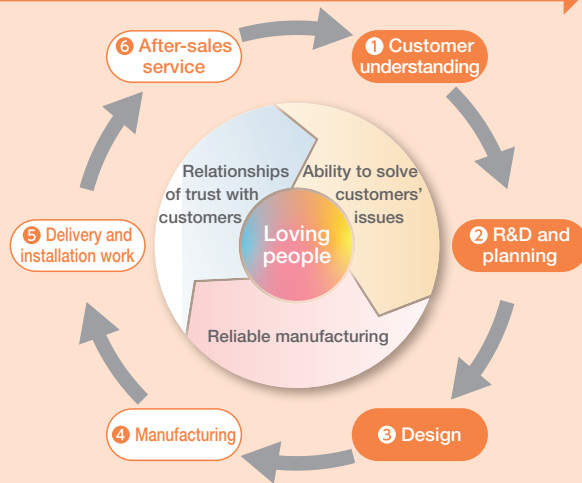 ❶ Customer
understanding
❷ R&D and
planning
❸ Design
❹ Manufacturing
❺ Delivery and
installation work
❻ After-sales
service
Relationships
of trust with
customers
Ability to solve
customers’
issues
Loving
people
Reliable manufacturing